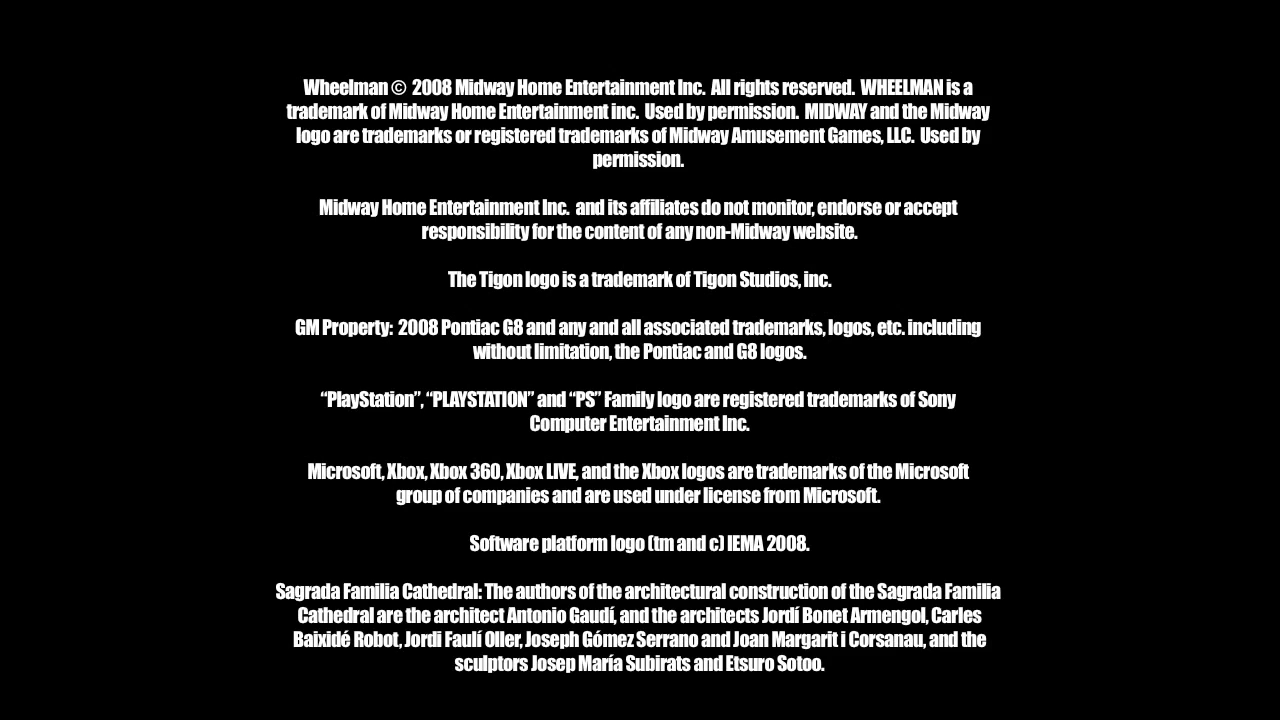 Wheelman © 2008 Midway Home Entertainment Inc. All rights reserved. WHEELMAN is a
trademark of Midway Home Entertainment inc. Used by permission. MIDWAY and the Midway
logo are trademarks or registered trademarks of Midway Amusement Games, LLC. Used by
permission.
Midway Home Entertainment Inc. and its affiliates do not monitor, endorse or accept
responsibility for the content of any non-Midway website.
The Tigon logo is a trademark of Tigon Studios, inc.
GM Property: 2008 Pontiac G8 and any and all associated trademarks, logos, etc. including
without limitation, the Pontiac and G8 logos.
“PlayStation”, “PLAYSTATION” and “PS” Family logo are registered trademarks of Sony
Computer Entertainment Inc.
Microsoft, Xbox, Xbox 360, Xbox LIVE, and the Xbox logos are trademarks of the Microsoft
group of companies and are used under license from Microsoft.
Software platform logo (tm and c) IEMA 2008.
Sagrada Familia Cathedral: The authors of the architectural construction of the Sagrada Familia
Cathedral are the architect Antonio Gaudí, and the architects Jordí Bonet Armengol, Carles
Baixidé Robot, Jordi Faulí Oller, Joseph Gómez Serrano and Joan Margarit i Corsanau, and the
sculptors Josep María Subirats and Etsuro Sotoo.